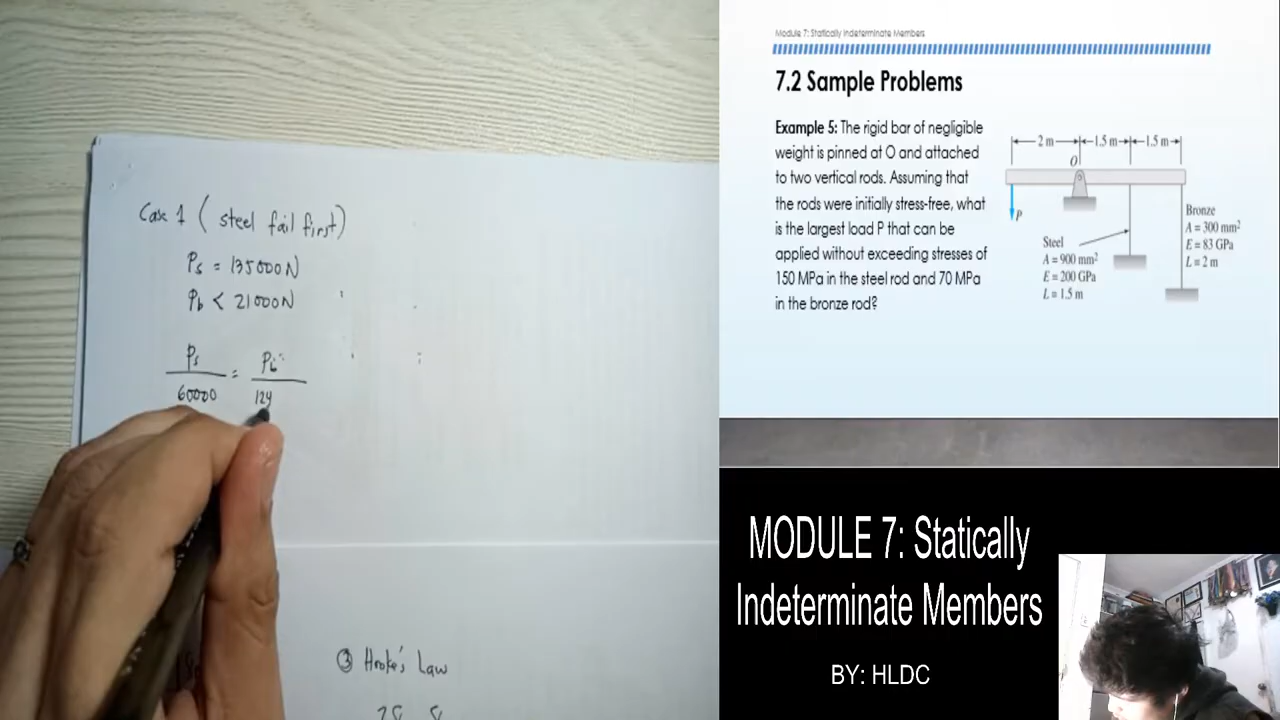 Case 1 ( steel fail first)
Ps = 135000N
Pb < 21000N
Ps = Pb
60000 124
③ Hooke's Law
Module 7: Statically Indeterminate Members
7.2 Sample Problems
Example 5: The rigid bar of negligible
weight is pinned at O and attached
to two vertical rods. Assuming that
the rods were initially stress-free, what
is the largest load P that can be
applied without exceeding stresses of
150 MPa in the steel rod and 70 MPa
in the bronze rod?
2 m 1.5 m 1.5 m
O
P
Steel
A = 900 mm²
E = 200 GPa
L = 1.5 m
Bronze
A = 300 mm²
E = 83 GPa
L = 2 m
MODULE 7: Statically
Indeterminate Members
BY: HLDC